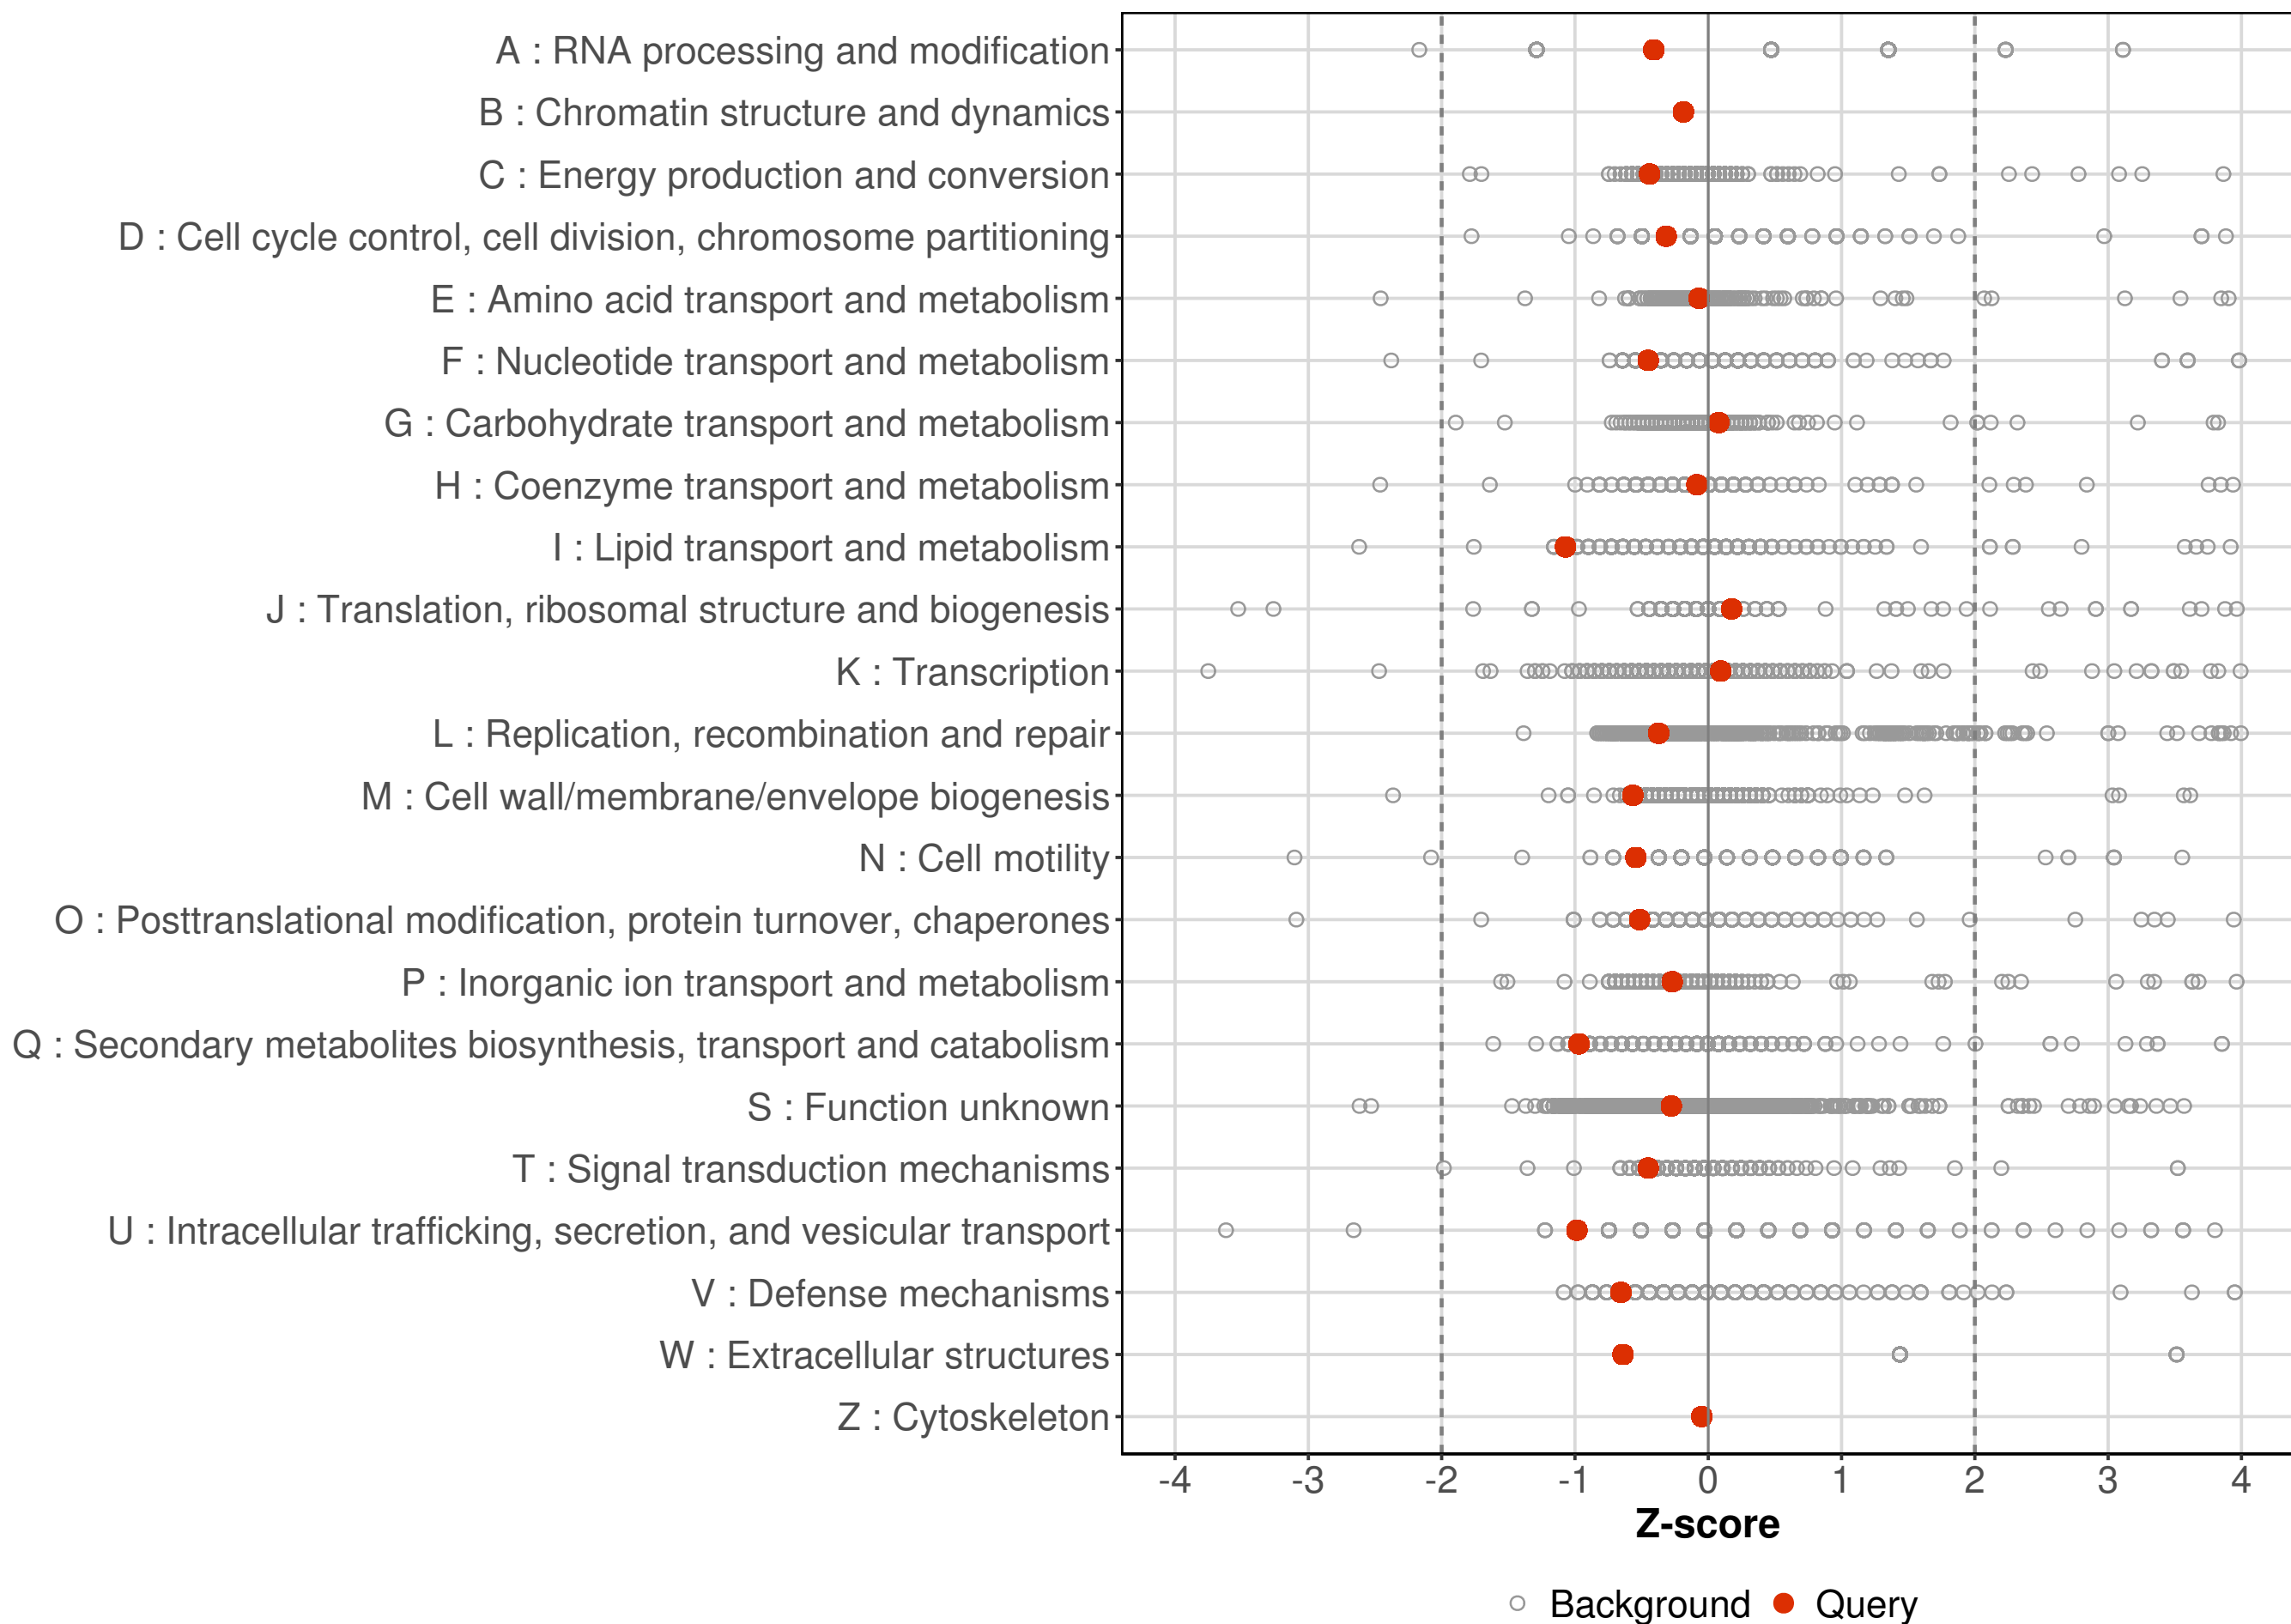 A : RNA processing and modification
B : Chromatin structure and dynamics
C : Energy production and conversion
D : Cell cycle control, cell division, chromosome partitioning
E : Amino acid transport and metabolism
F : Nucleotide transport and metabolism
G : Carbohydrate transport and metabolism
H : Coenzyme transport and metabolism
I : Lipid transport and metabolism
J : Translation, ribosomal structure and biogenesis
K : Transcription
L : Replication, recombination and repair
M : Cell wall/membrane/envelope biogenesis
N : Cell motility
O : Posttranslational modification, protein turnover, chaperones
P : Inorganic ion transport and metabolism
Q : Secondary metabolites biosynthesis, transport and catabolism
S : Function unknown
T : Signal transduction mechanisms
U : Intracellular trafficking, secretion, and vesicular transport
V : Defense mechanisms
W : Extracellular structures
Z : Cytoskeleton
-4 -3 -2 -1 0 1 2 3 4
Z-score
Background Query